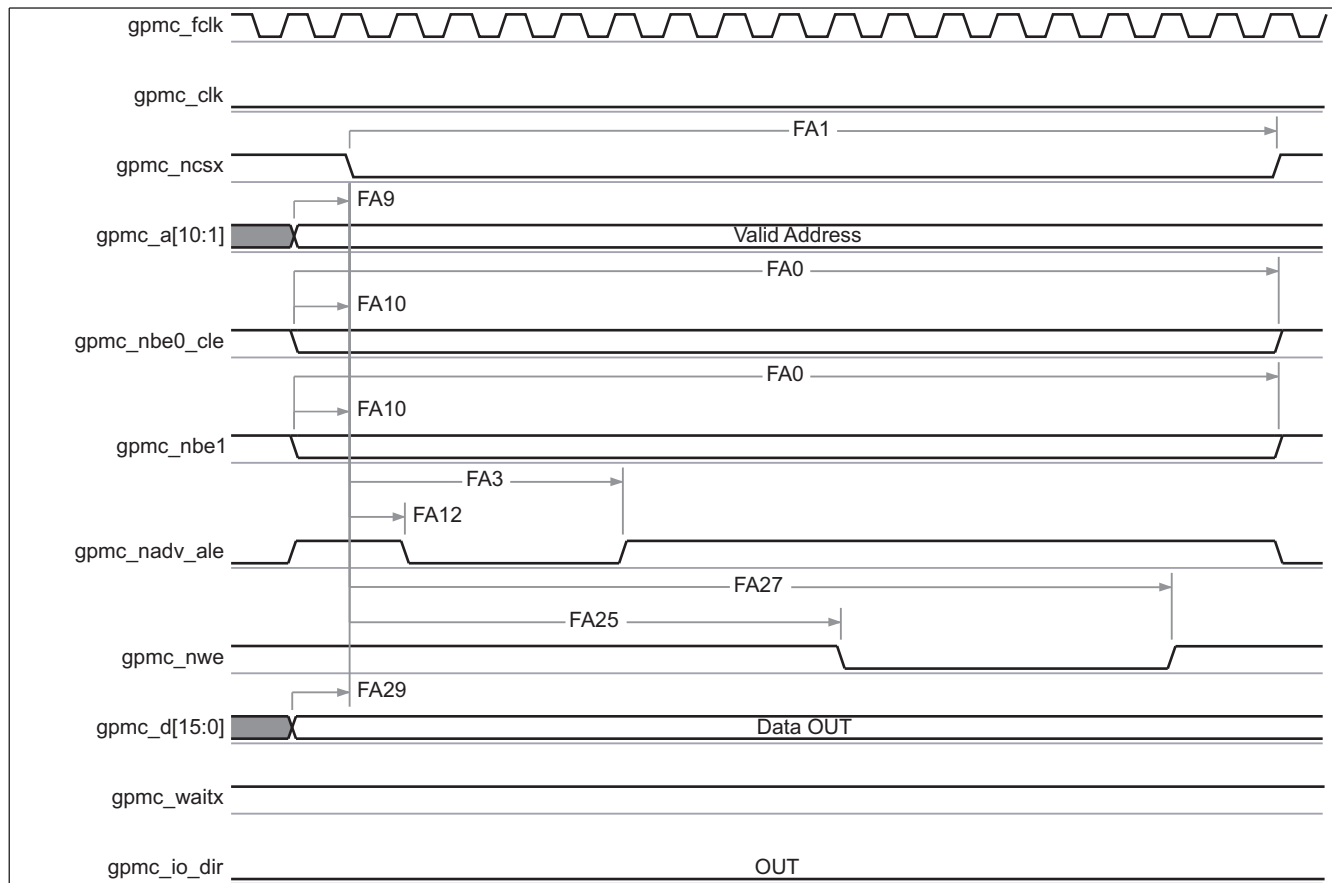 gpmc_fclk
gpmc_clk
FA1
gpmc_ncsx
FA9
gpmc_a[10:1]
Valid Address
FA0
FA10
gpmc_nbe0_cle
FA0
FA10
gpmc_nbe1
FA3
FA12
gpmc_nadv_ale
FA27
FA25
gpmc_nwe
FA29
gpmc_d[15:0]
Data OUT
gpmc_waitx
gpmc_io_dir
OUT